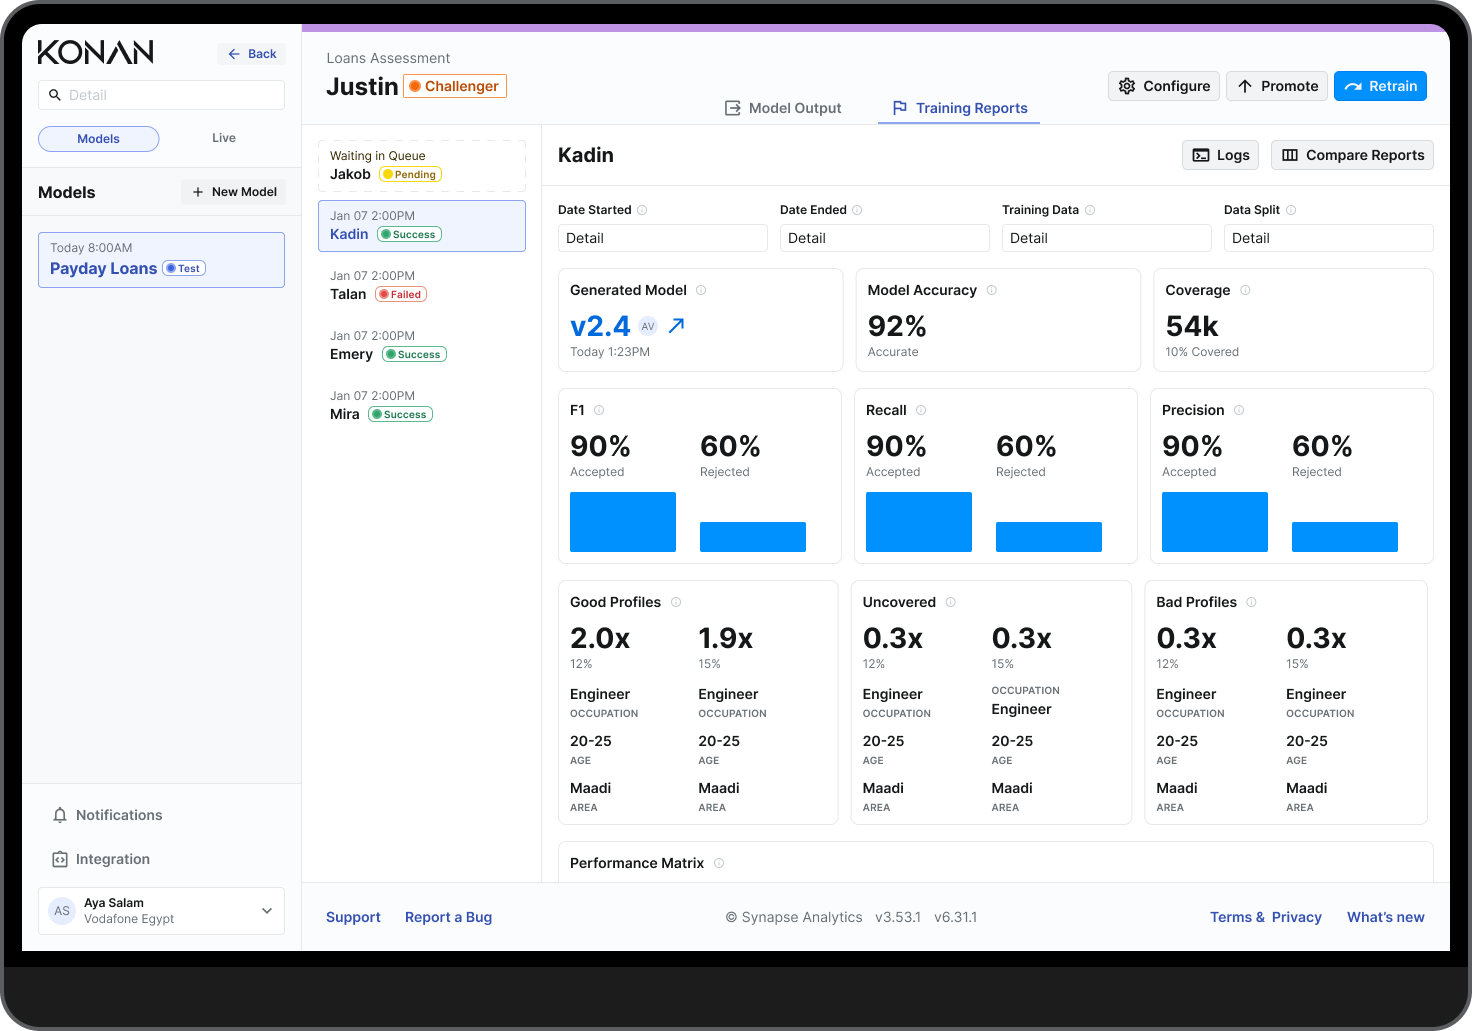 KONAN
Back
Detail
Models
Live
Models
New Model
Today 8:00AM
Payday Loans
Test
Notifications
Integration
AS
Aya Salam
Vodafone Egypt
Loans Assessment
Justin
Challenger
Model Output
Training Reports
Configure
Promote
Retrain
Waiting in Queue
Jakob
Pending
Jan 07 2:00PM
Kadin
Success
Jan 07 2:00PM
Talan
Failed
Jan 07 2:00PM
Emery
Success
Jan 07 2:00PM
Mira
Success
Kadin
Logs
Compare Reports
Date Started
Date Ended
Training Data
Data Split
Detail
Detail
Detail
Detail
Generated Model
v2.4
AV
Today 1:23PM
Model Accuracy
92%
Accurate
Coverage
54k
10% Covered
F1
90%
60%
Accepted
Rejected
Recall
90%
60%
Accepted
Rejected
Precision
90%
60%
Accepted
Rejected
Good Profiles
2.0x
1.9x
12%
15%
Engineer
Engineer
OCCUPATION
OCCUPATION
20-25
20-25
AGE
AGE
Maadi
Maadi
AREA
AREA
Uncovered
0.3x
0.3x
12%
15%
Engineer
OCCUPATION
OCCUPATION
Engineer
20-25
20-25
AGE
AGE
Maadi
Maadi
AREA
AREA
Bad Profiles
0.3x
0.3x
12%
15%
Engineer
Engineer
OCCUPATION
OCCUPATION
20-25
20-25
AGE
AGE
Maadi
Maadi
AREA
AREA
Performance Matrix
Support
Report a Bug
© Synapse Analytics v3.53.1 v6.31.1
Terms & Privacy
What’s new